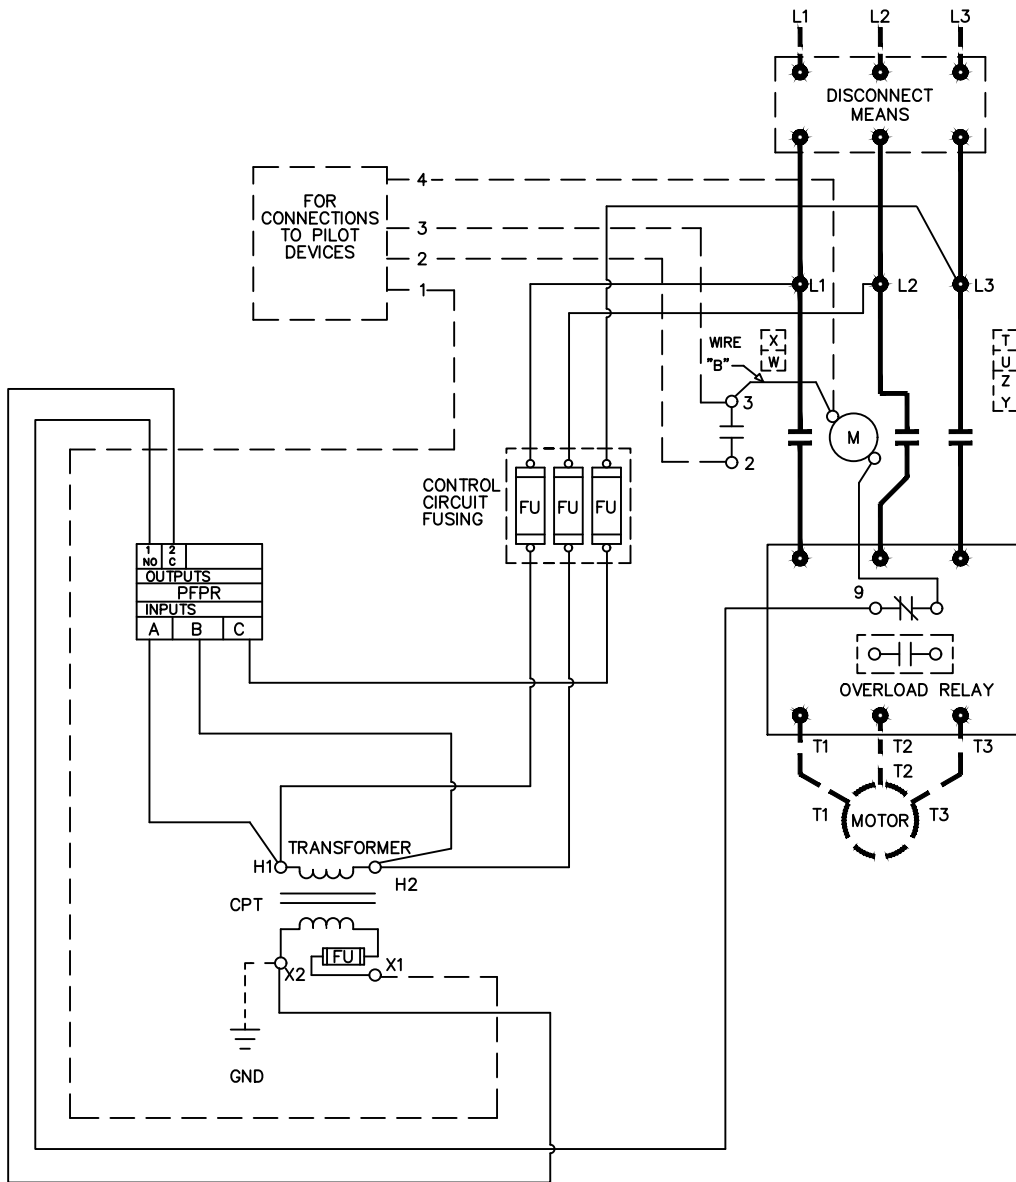 L1 L2 L3
DISCONNECT
MEANS
FOR
CONNECTIONS
TO PILOT
DEVICES
4
3
2
1
L1 L2 L3
WIRE
"B"
X
W
T
U
Z
Y
3
2
M
CONTROL
CIRCUIT
FUSING
FU FU FU
1 2
NO C
OUTPUTS
PFPR
INPUTS
A B C
9
OVERLOAD RELAY
T1 T2 T3
T2
T1 MOTOR T3
TRANSFORMER
H1 H2
CPT
FU
X2 X1
GND